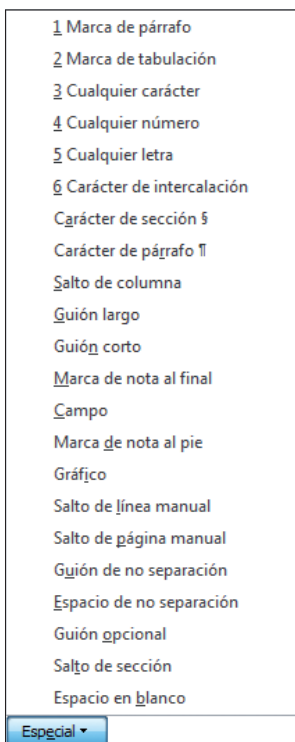 1 Marca de párrafo
2 Marca de tabulación
3 Cualquier carácter
4 Cualquier número
5 Cualquier letra
6 Carácter de intercalación
Carácter de sección §
Carácter de párrafo ¶
Salto de columna
Guión largo
Guión corto
Marca de nota al final
Campo
Marca de nota al pie
Gráfico
Salto de línea manual
Salto de página manual
Guión de no separación
Espacio de no separación
Guión opcional
Salto de sección
Espacio en blanco
Especial